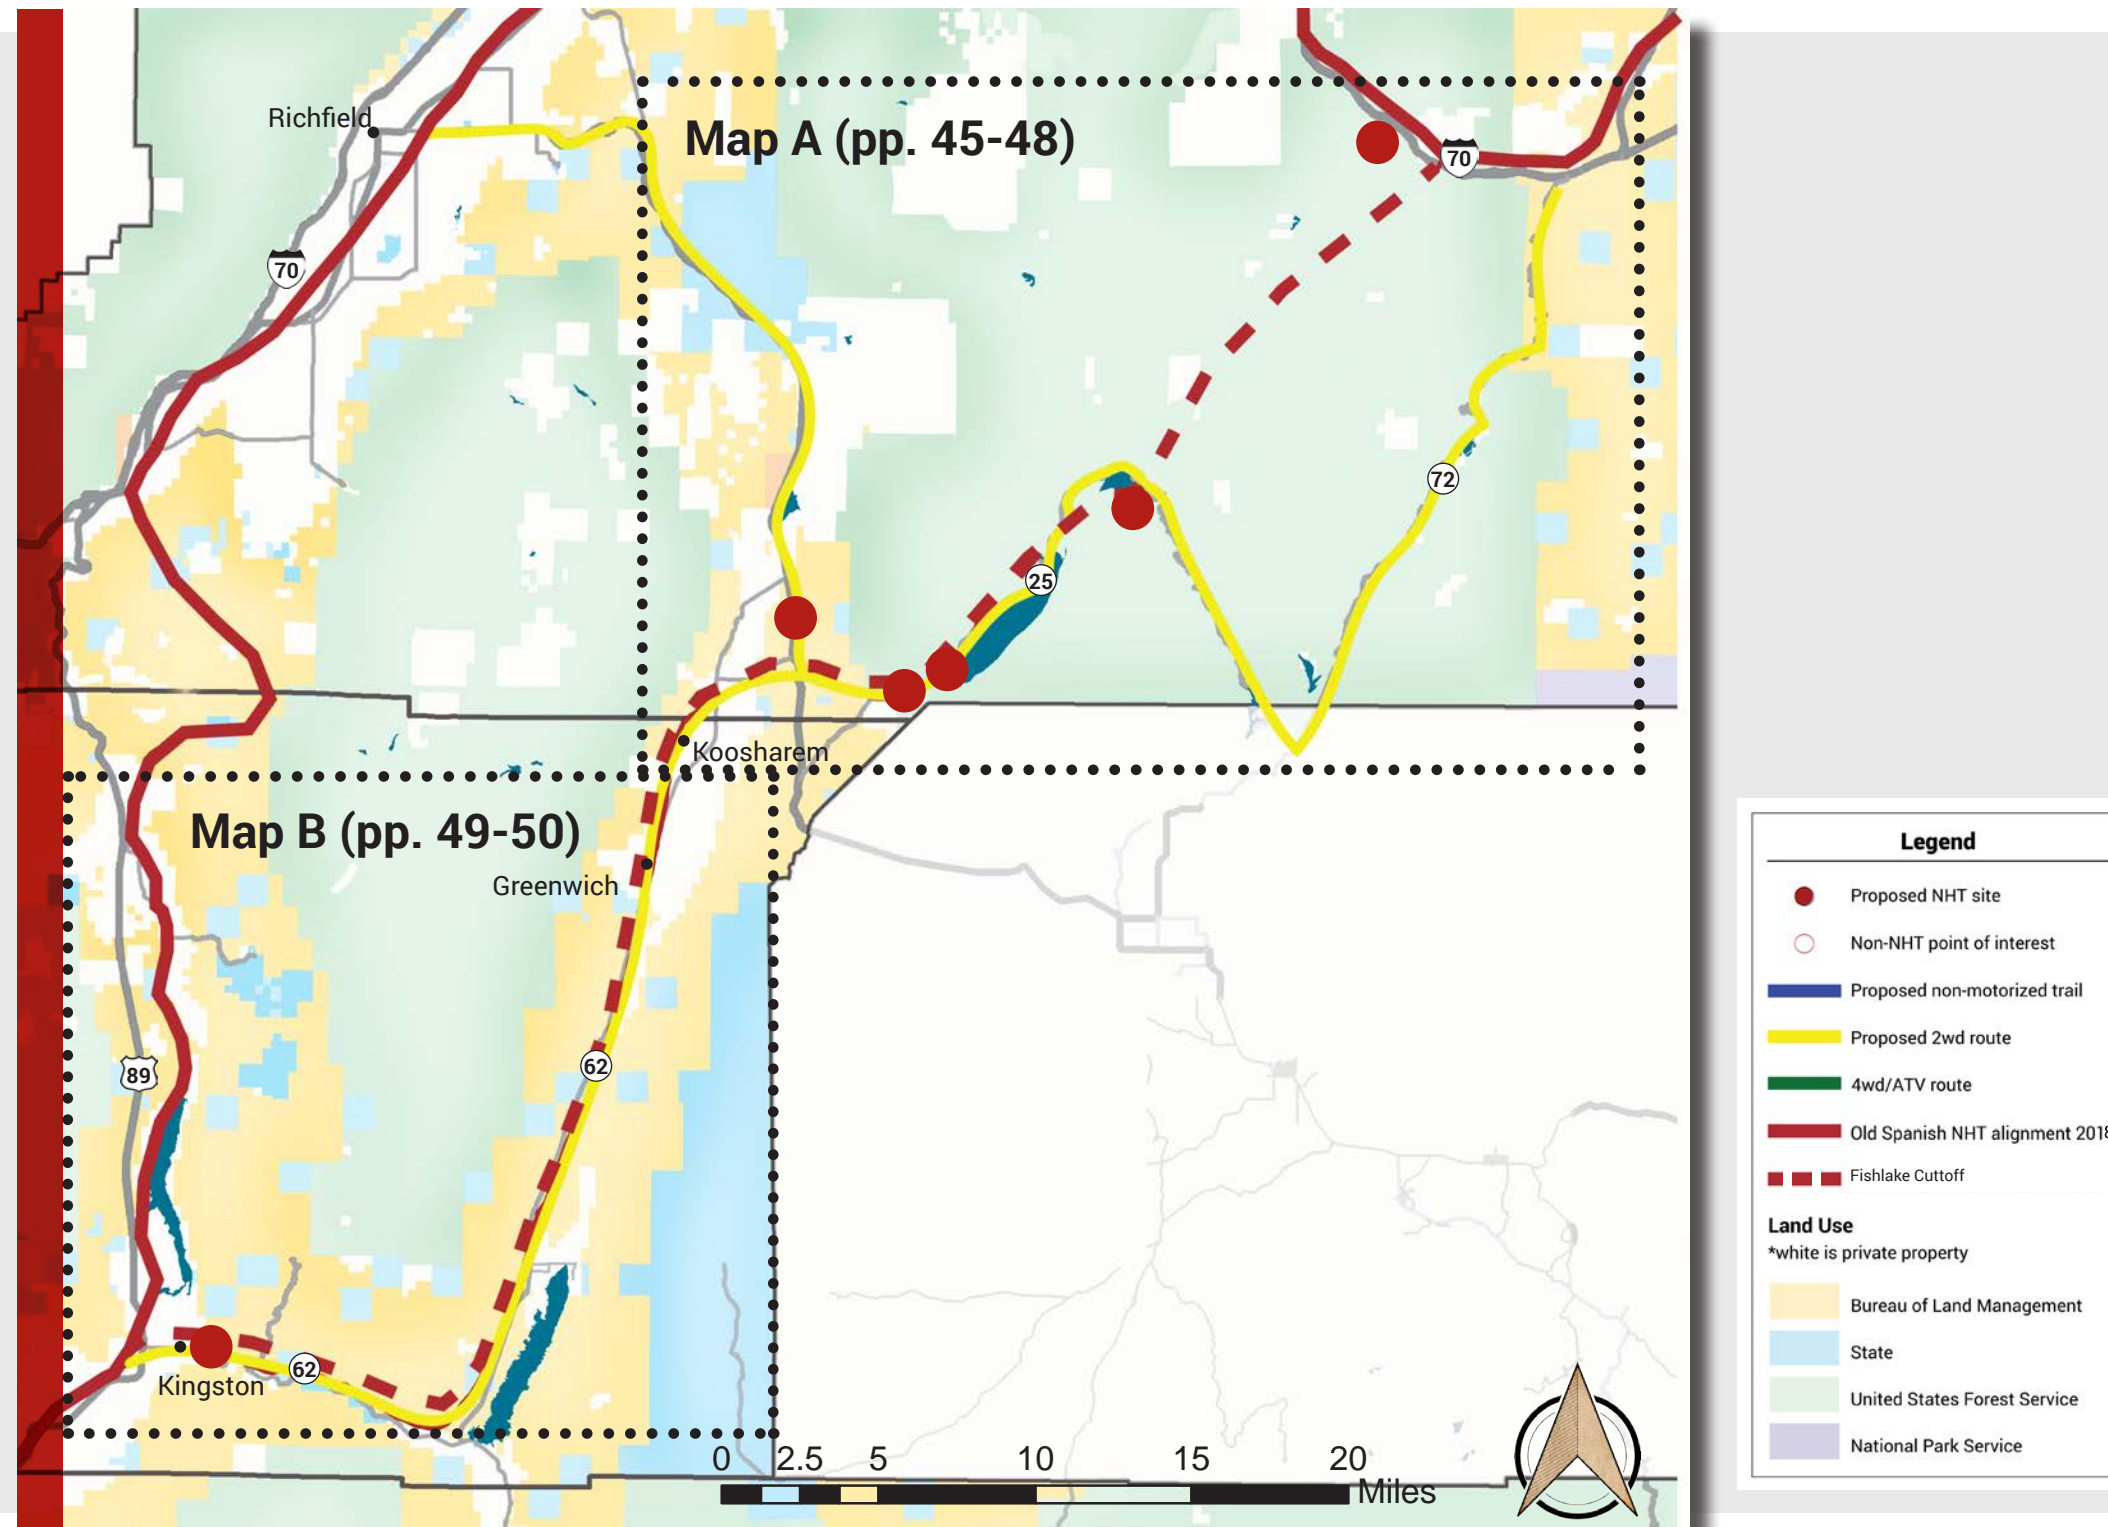 Richfield
Map A (pp. 45-48)
70
70
72
25
Koosharem
Map B (pp. 49-50)
Greenwich
62
89
62
Kingston
0 2.5 5 10 15 20
Miles
Legend
Proposed NHT site
Non-NHT point of interest
Proposed non-motorized trail
Proposed 2wd route
4wd/ATV route
Old Spanish NHT alignment 2018
Fishlake Cuttoff
Land Use
*white is private property
Bureau of Land Management
State
United States Forest Service
National Park Service